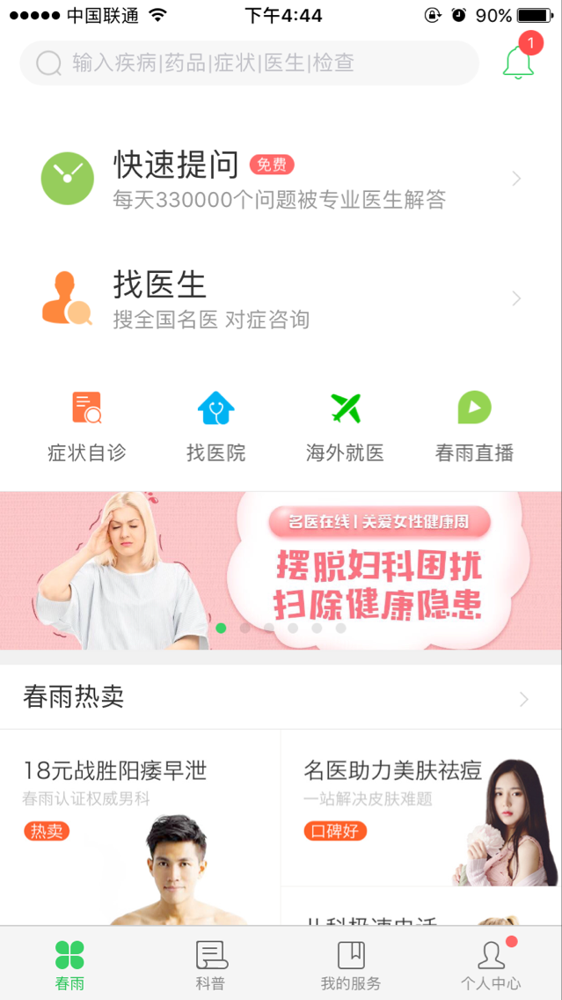 中国联通
下午4:44
90%
输入疾病|药品|症状|医生|检查
1
快速提问
免费
每天330000个问题被专业医生解答
找医生
搜全国名医 对症咨询
症状自诊
找医院
海外就医
春雨直播
名医在线 | 关爱女性健康周
摆脱妇科困扰
扫除健康隐患
春雨热卖
18元战胜阳痿早泄
春雨认证权威男科
热卖
名医助力美肤祛痘
一站解决皮肤难题
口碑好
儿科极速电话
春雨
科普
我的服务
个人中心